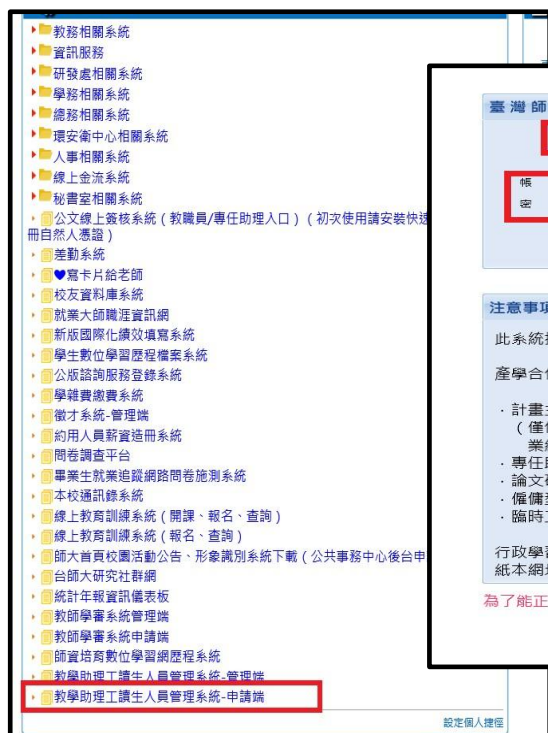 教務相關系統
資訊服務
研發處相關系統
學務相關系統
總務相關系統
環安衛中心相關系統
人事相關系統
線上金流系統
秘書室相關系統
公文線上簽核系統（教職員/專任助理入口）（初次使用請安裝快速
冊自然人憑證）
差勤系統
♥寫卡片給老師
校友資料庫系統
就業大師職涯資訊網
新版國際化績效填寫系統
學生數位學習歷程檔案系統
公版諮詢服務登錄系統
學雜費繳費系統
徵才系統-管理端
約用人員薪資造冊系統
問卷調查平台
畢業生就業追蹤網路問卷施測系統
本校通訊錄系統
線上教育訓練系統（開課、報名、查詢）
線上教育訓練系統（報名、查詢）
師大首頁校園活動公告、形象識別系統下載（公共事務中心後台申
台師大研究社群網
統計年報資訊儀表板
教師學審系統管理端
教師學審系統申請端
師資培育數位學習網歷程系統
教學助理工讀生人員管理系統-管理端
教學助理工讀生人員管理系統-申請端
設定個人捷徑
臺灣師
帳
密
注意事項
此系統
產學合
．計畫
（僅
業
．專任
．論文
．僱傭
．臨時
行政學
紙本網
為了能正